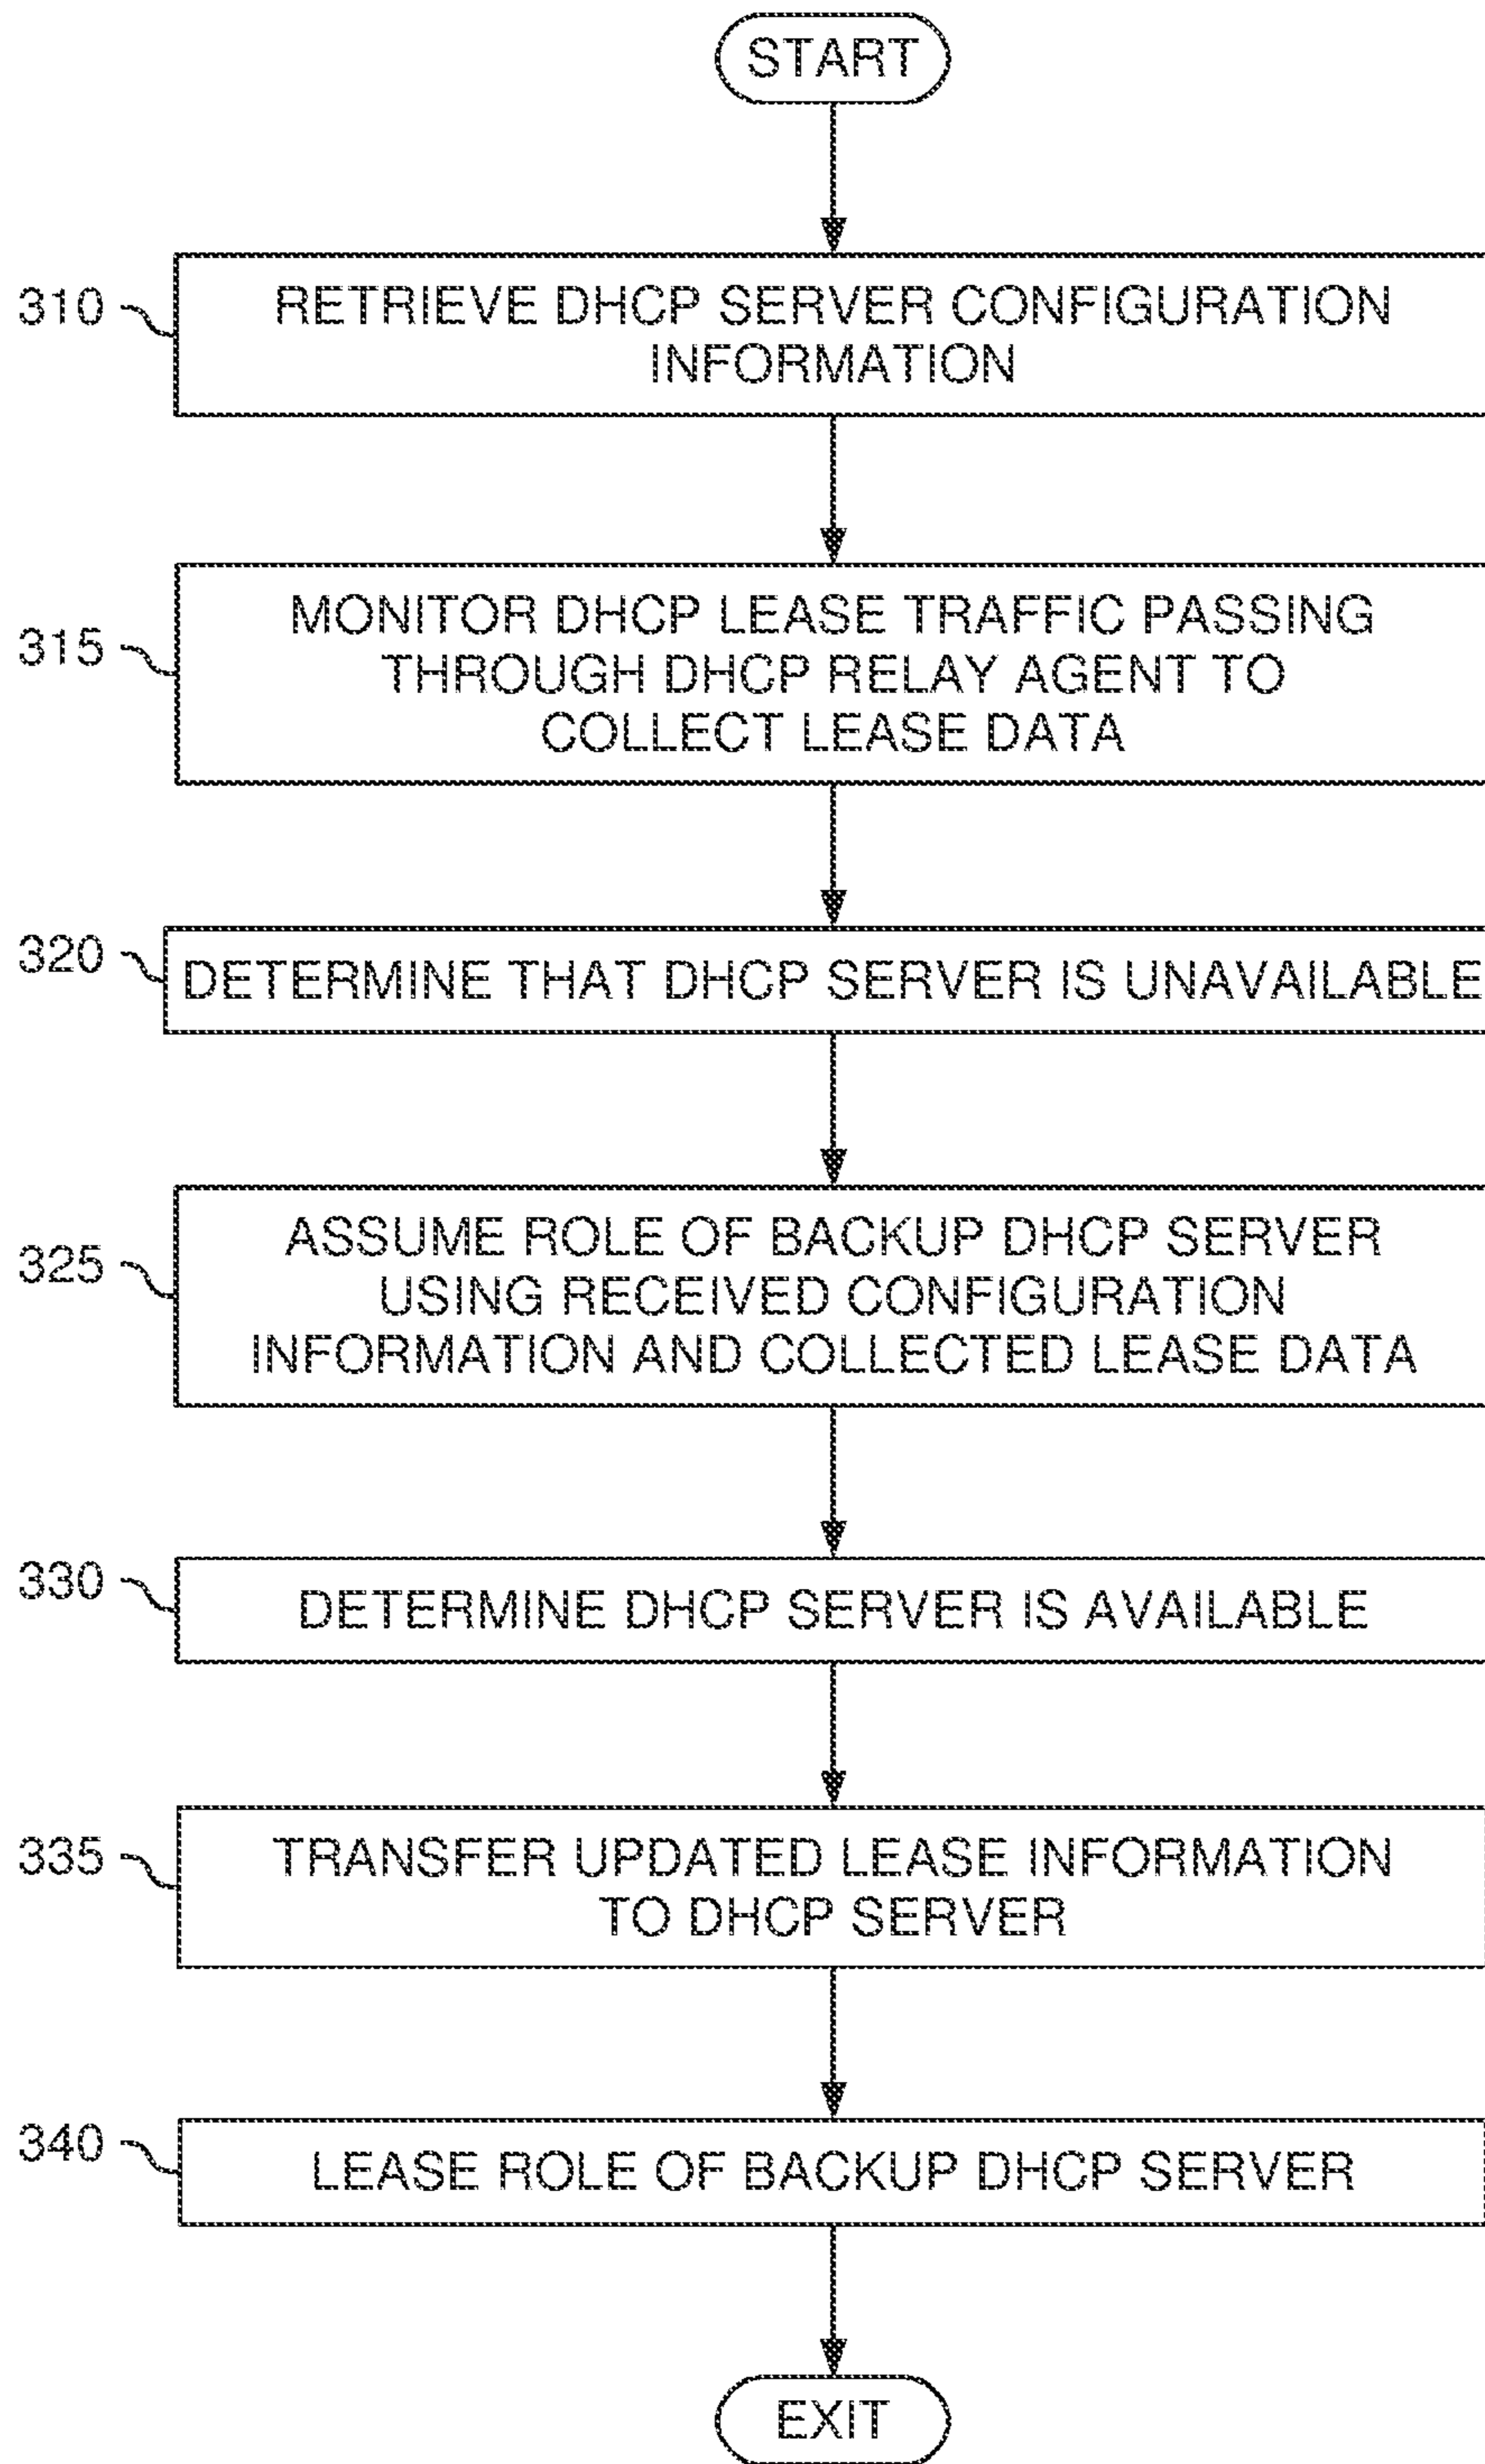 START
310
RETRIEVE DHCP SERVER CONFIGURATION
INFORMATION
315
MONITOR DHCP LEASE TRAFFIC PASSING
THROUGH DHCP RELAY AGENT TO
COLLECT LEASE DATA
320
DETERMINE THAT DHCP SERVER IS UNAVAILABLE
325
ASSUME ROLE OF BACKUP DHCP SERVER
USING RECEIVED CONFIGURATION
INFORMATION AND COLLECTED LEASE DATA
330
DETERMINE DHCP SERVER IS AVAILABLE
335
TRANSFER UPDATED LEASE INFORMATION
TO DHCP SERVER
340
LEASE ROLE OF BACKUP DHCP SERVER
EXIT